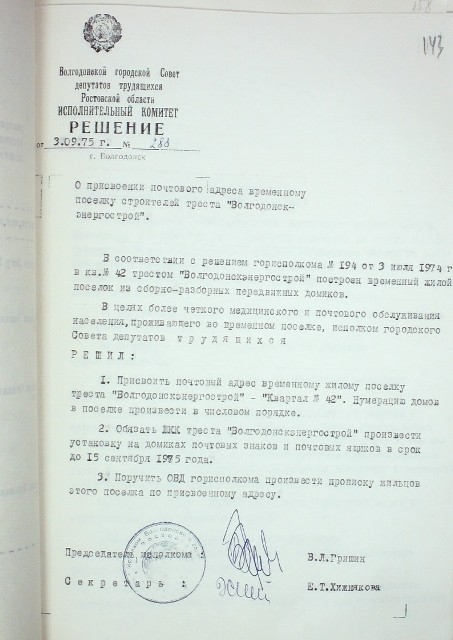 158
143
Волгодонской городской Совет
депутатов трудящихся
Ростовской области
ИСПОЛНИТЕЛЬНЫЙ КОМИТЕТ
РЕШЕНИЕ
от 3.09.75 г. № 288
г. Волгодонск
О присвоении почтового адреса временному
поселку строителей треста "Волгодонск-
энергострой".
В соответствии с решением горисполкома № 194 от 3 июля 1974 г
в кв.№ 42 трестом "Волгодонскэнергострой" построен временный жилой
поселок из сборно-разборных передвижных домиков.
В целях более четкого медицинского и почтового обслуживания
населения,проживающего во временном поселке, исполком городского
Совета депутатов т р у д я щ и х с я
Р Е Ш И Л :
1. Присвоить почтовый адрес временному жилому поселку
треста "Волгодонскэнергострой" - "Квартал № 42". Нумерацию домов
в поселке произвести в числовом порядке.
2. Обязать ЖКК треста "Волгодонскэнергострой" произвести
установку на домиках почтовых знаков и почтовых ящиков в срок
до 15 сентября 1975 года.
3. Поручить ОВД горисполкома произвести прописку жильцов
этого поселка по присвоенному адресу.
Председатель исполкома :
В.Л.Гришин
С е к р е т а р ь :
Е.Т.Хижнякова